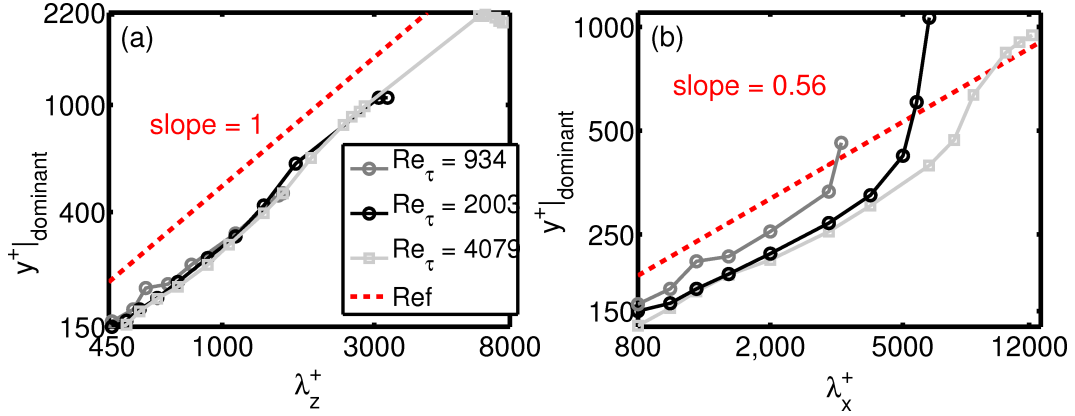 (a)
2200
1000
400
150
y⁺|dominant
slope = 1
Re_τ = 934
Re_τ = 2003
Re_τ = 4079
Ref
450
1000
3000
8000
λ_z⁺
(b)
1000
500
250
150
y⁺|dominant
slope = 0.56
800
2,000
5000
12000
λ_x⁺